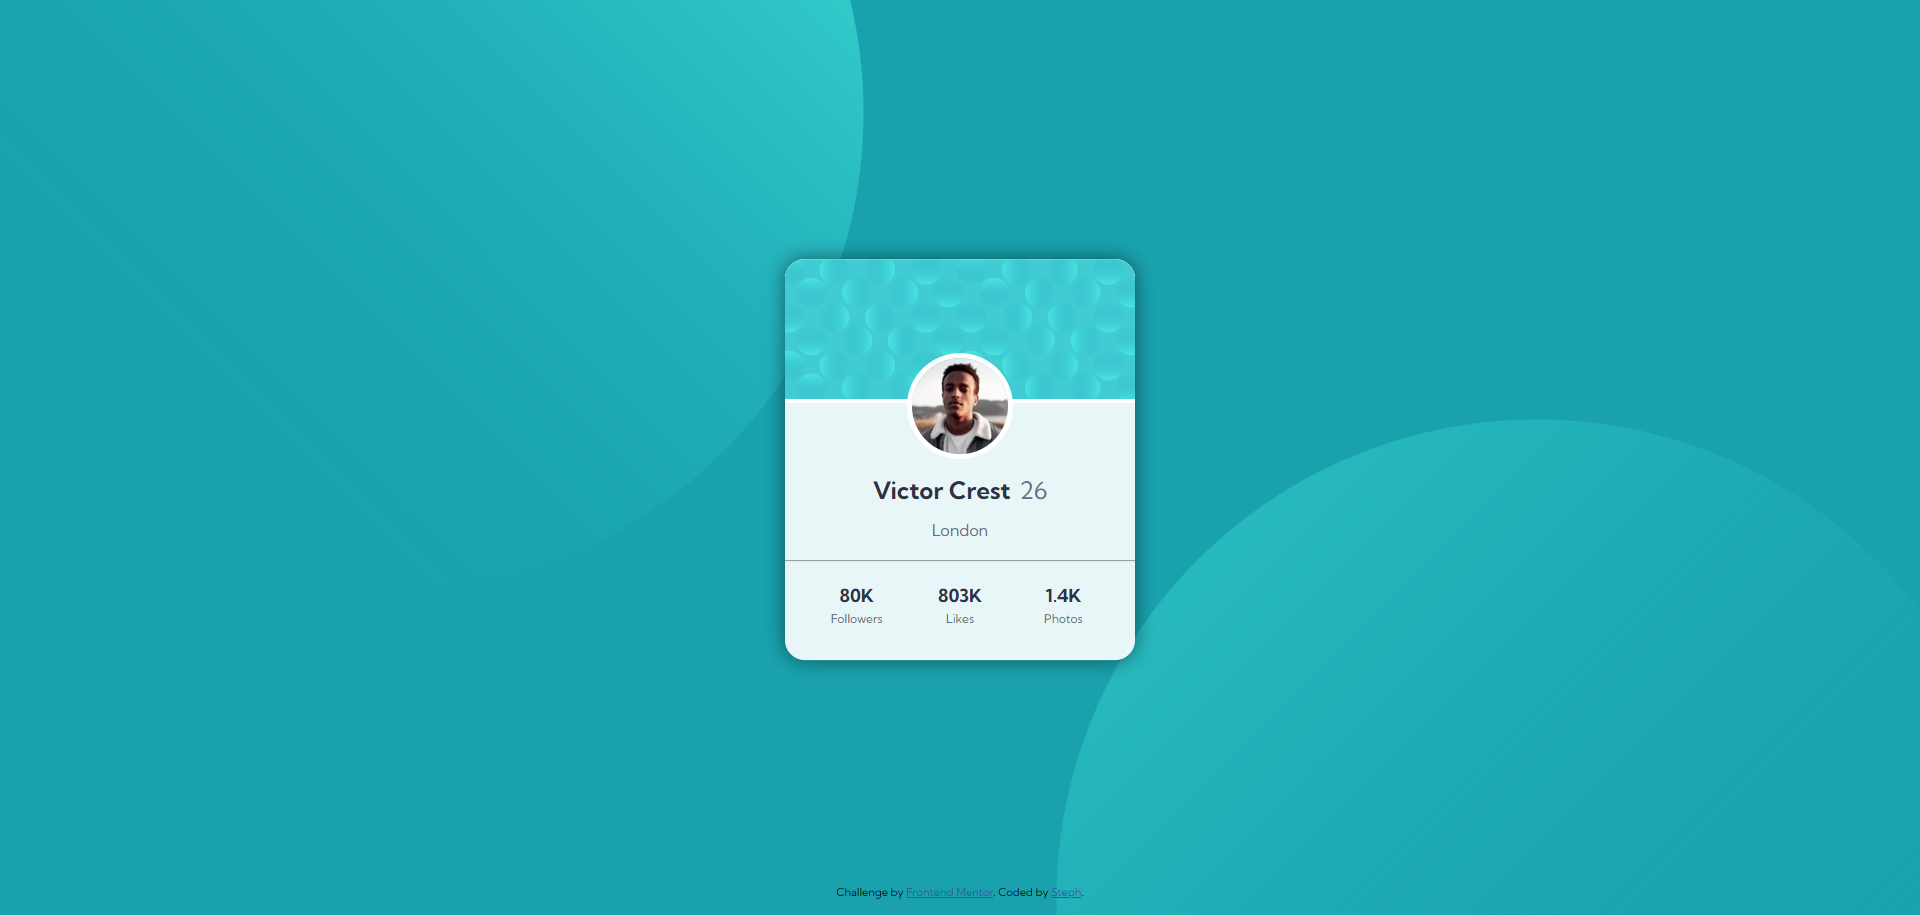 Victor Crest 26
London
80K 803K 1.4K
Followers Likes Photos
Challenge by Frontend Mentor. Coded by Steph.